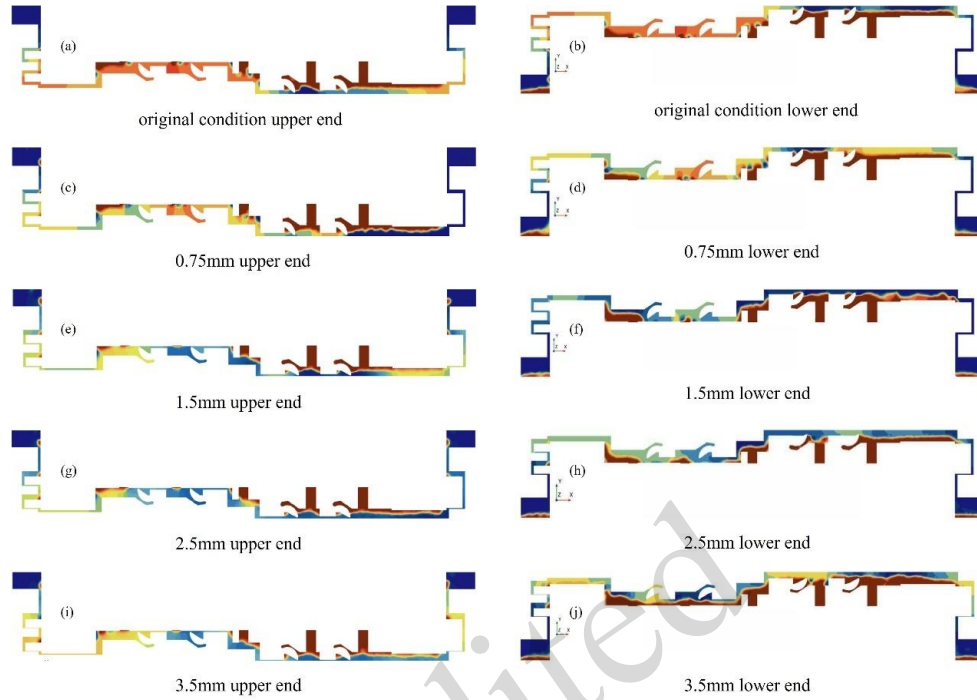 (a)
(b)
original condition upper end
original condition lower end
(c)
(d)
0.75mm upper end
0.75mm lower end
(e)
(f)
1.5mm upper end
1.5mm lower end
(g)
(h)
2.5mm upper end
2.5mm lower end
(i)
(j)
3.5mm upper end
3.5mm lower end